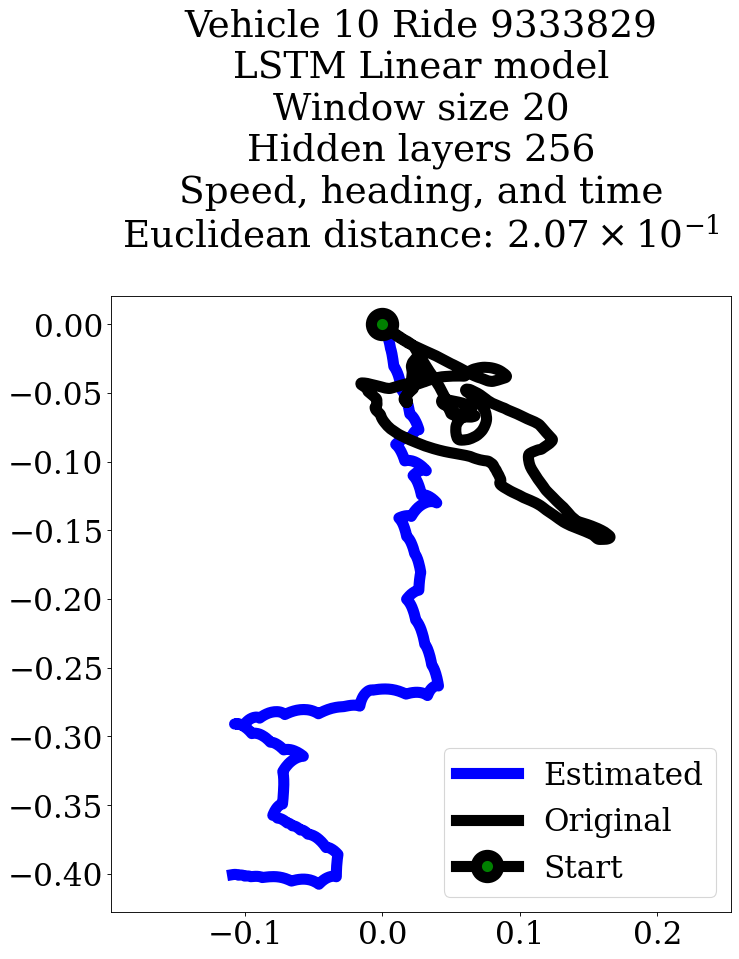 Vehicle 10 Ride 9333829
LSTM Linear model
Window size 20
Hidden layers 256
Speed, heading, and time
Euclidean distance: 2.07 × 10⁻¹
0.00
−0.05
−0.10
−0.15
−0.20
−0.25
−0.30
−0.35
−0.40
Estimated
Original
Start
−0.1 0.0 0.1 0.2